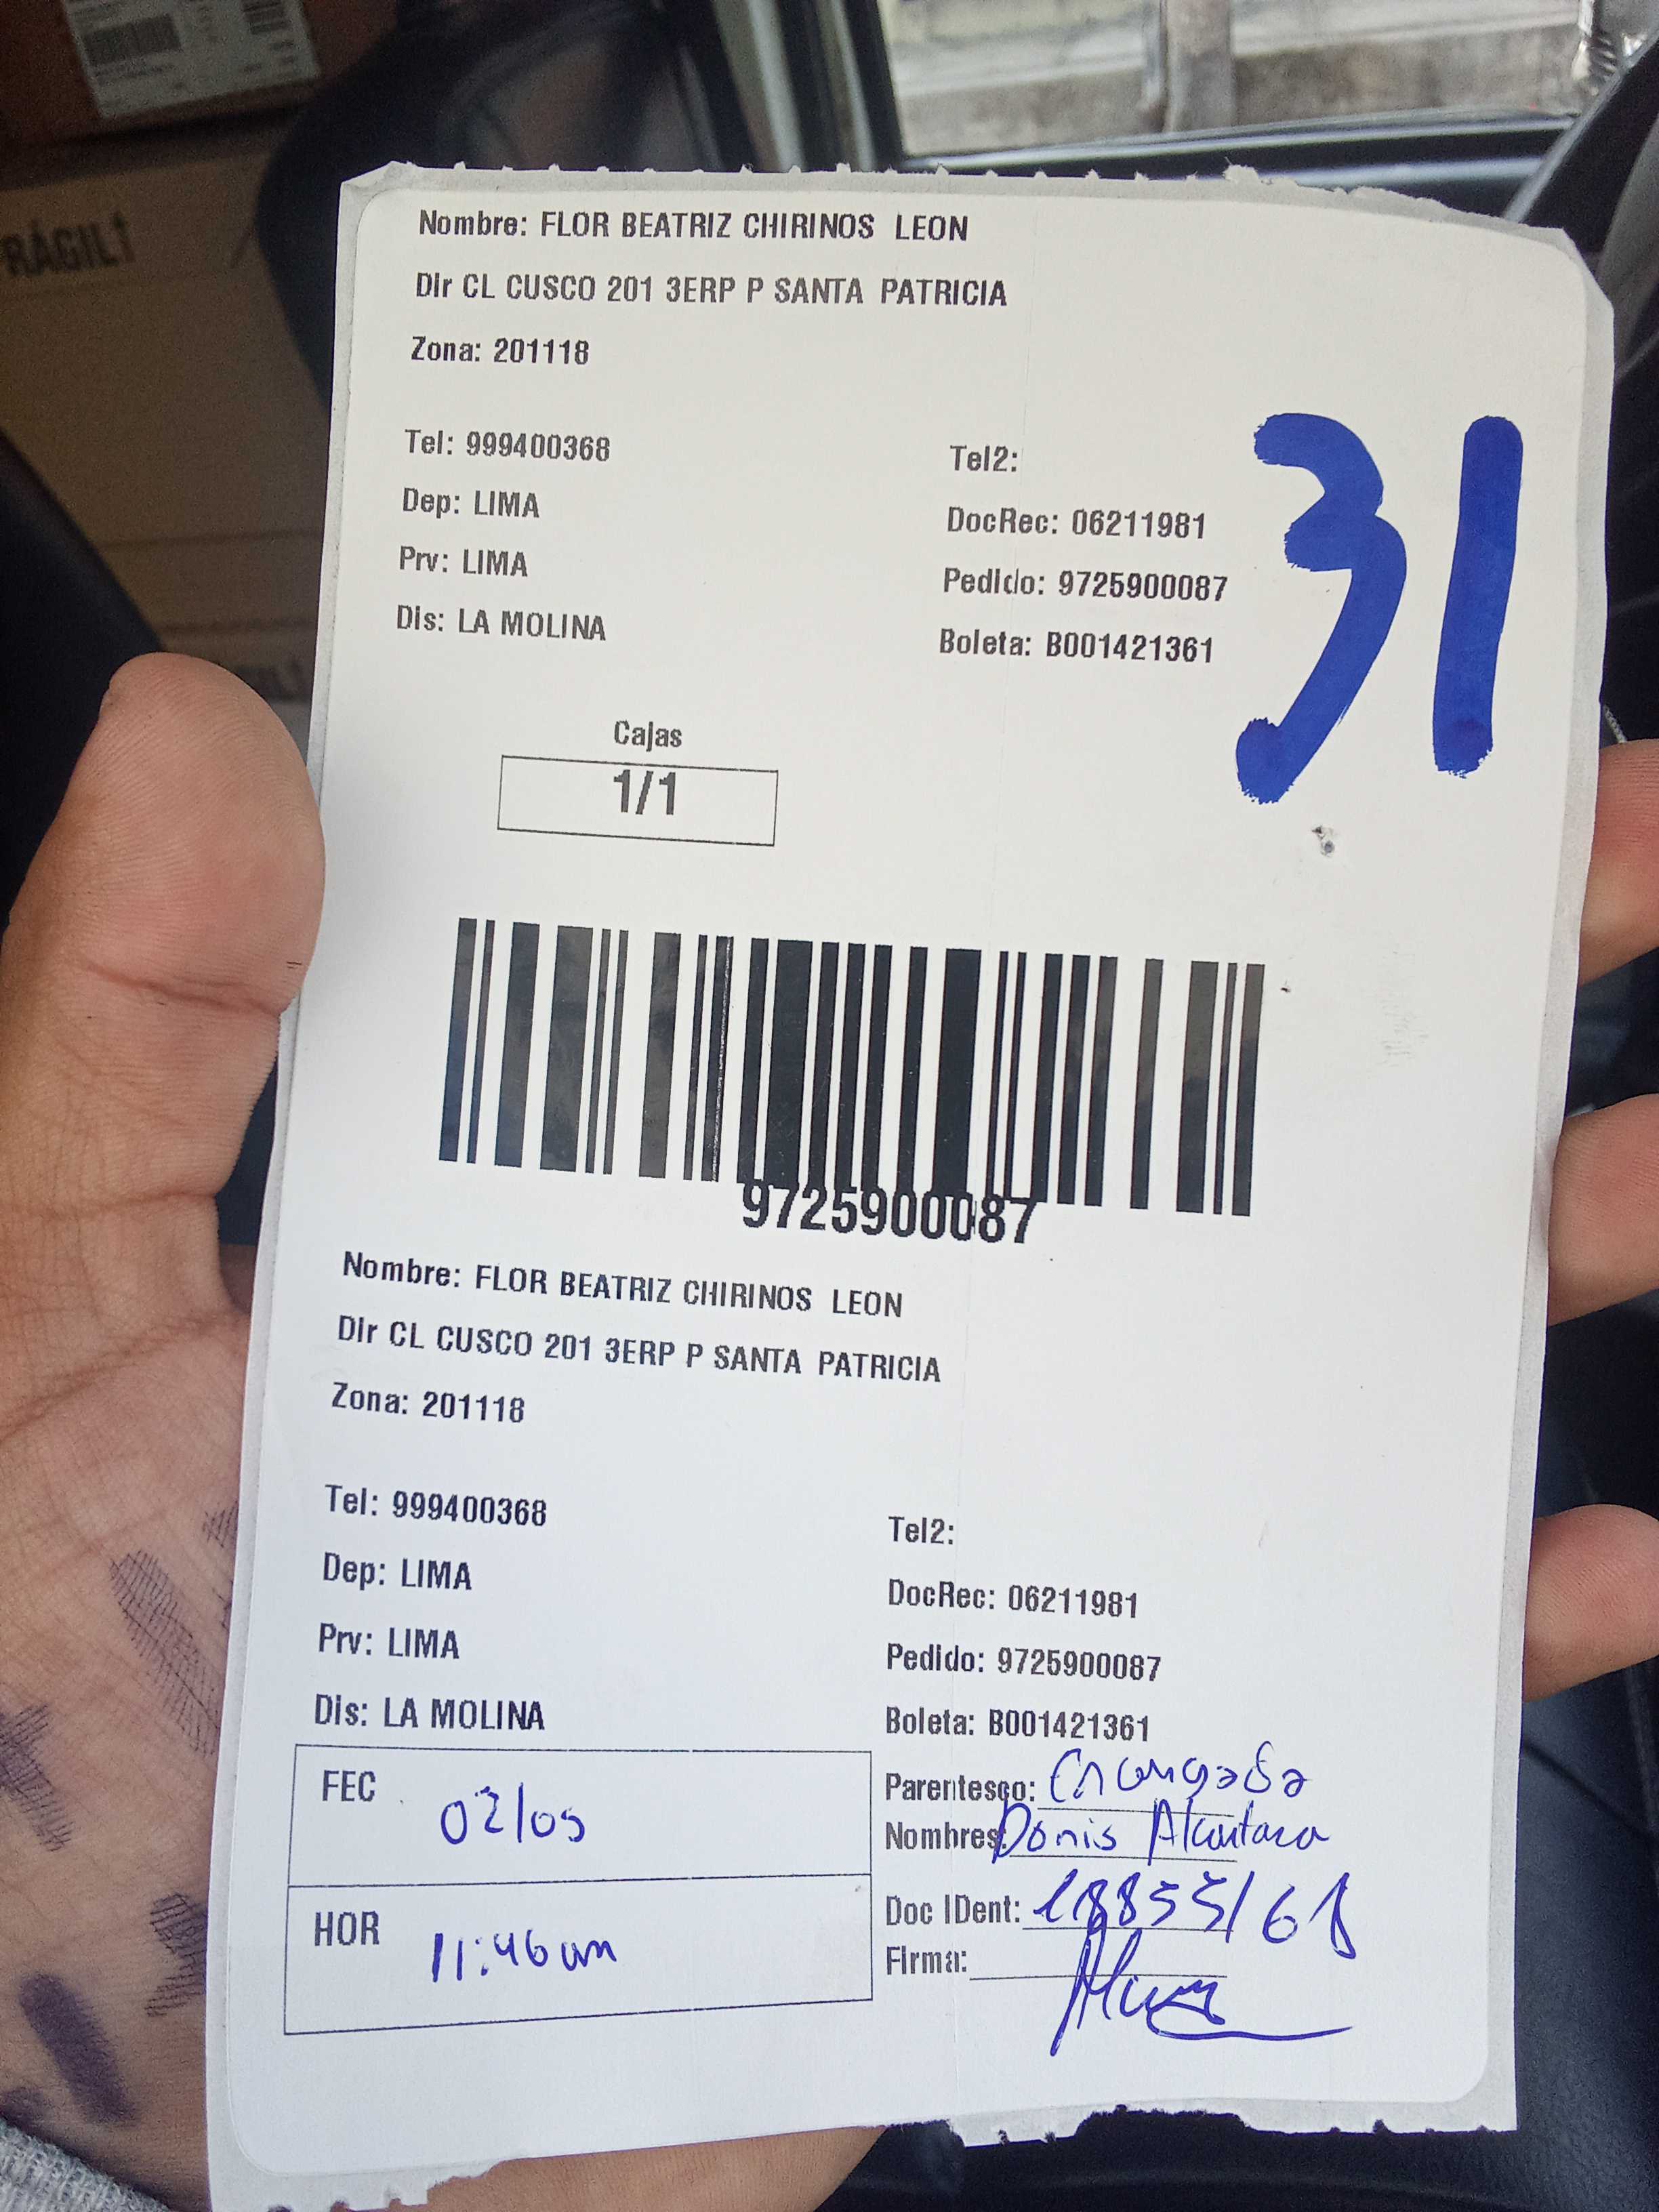 RÁGIL!
Nombre: FLOR BEATRIZ CHIRINOS LEON
Dir CL CUSCO 201 3ERP P SANTA PATRICIA
Zona: 201118
31
Tel: 999400368
Tel2:
Dep: LIMA
DocRec: 06211981
Prv: LIMA
Pedido: 9725900087
Dis: LA MOLINA
Boleta: B001421361
Cajas
1/1
9725900087
Nombre: FLOR BEATRIZ CHIRINOS LEON
Dir CL CUSCO 201 3ERP P SANTA PATRICIA
Zona: 201118
Tel: 999400368
Tel2:
Dep: LIMA
DocRec: 06211981
Prv: LIMA
Pedido: 9725900087
Dis: LA MOLINA
Boleta: B001421361
FEC 02/05
Parentesco: Encargada
Nombres: Donis Alcantara
HOR 11:46 am
Doc IDent:
Firma: